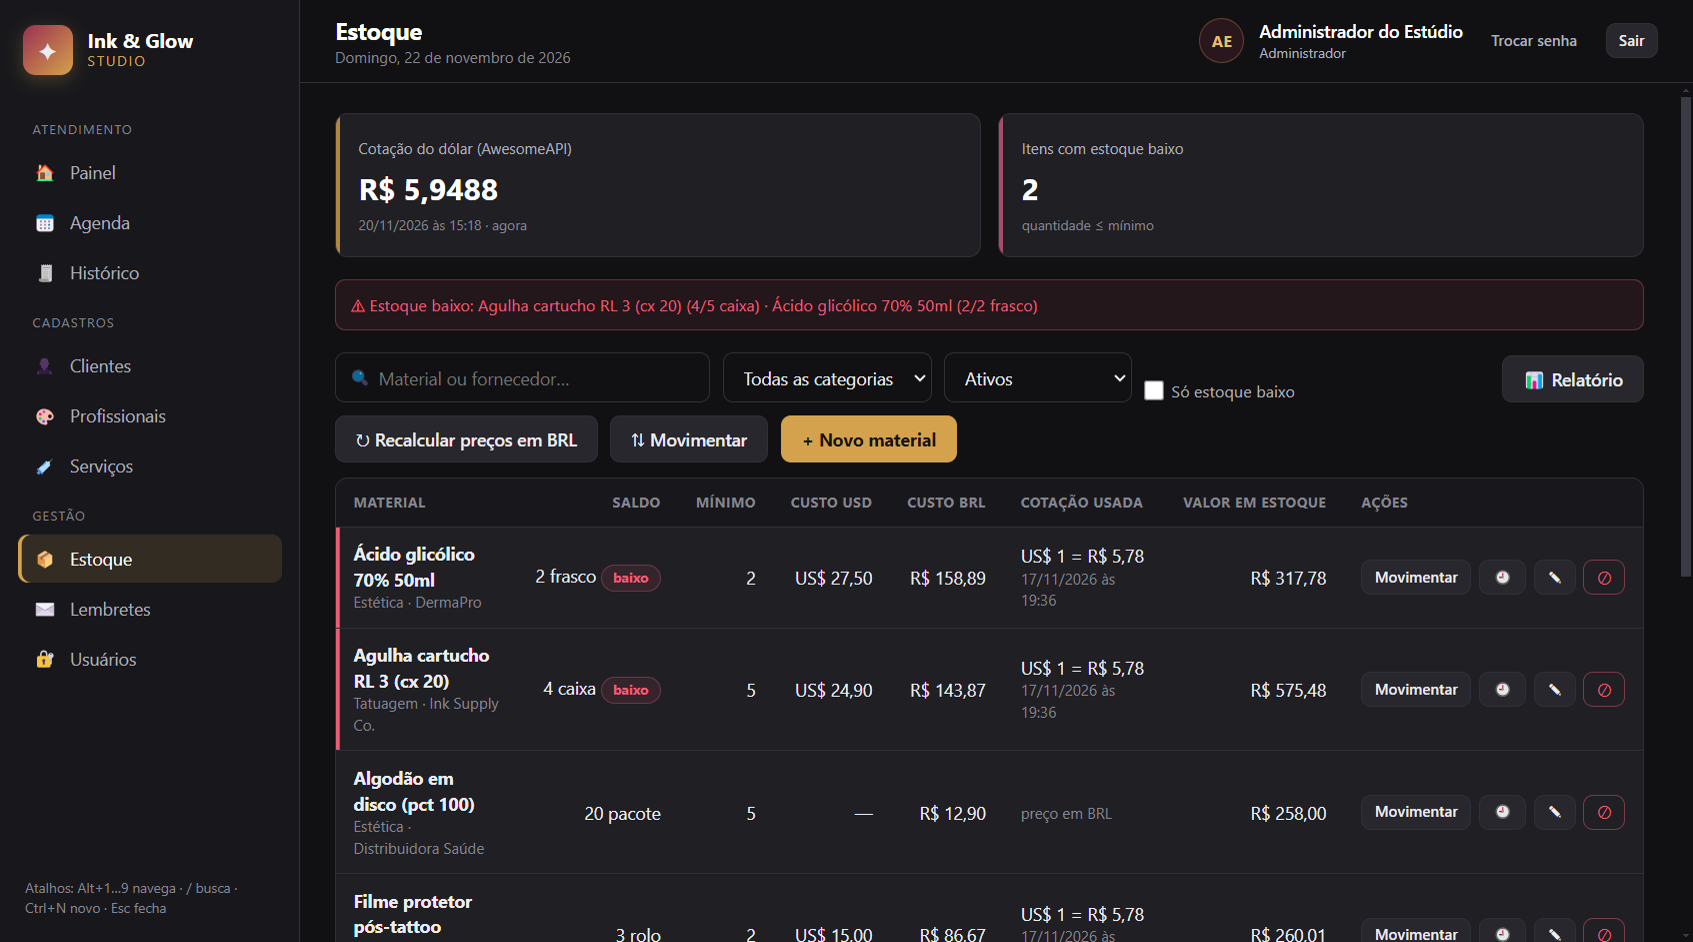 Ink & Glow
STUDIO
ATENDIMENTO
Painel
Agenda
Histórico
CADASTROS
Clientes
Profissionais
Serviços
GESTÃO
Estoque
Lembretes
Usuários
Atalhos: Alt+1…9 navega · / busca ·
Ctrl+N novo · Esc fecha
Estoque
Domingo, 22 de novembro de 2026
AE
Administrador do Estúdio
Administrador
Trocar senha
Sair
Cotação do dólar (AwesomeAPI)
R$ 5,9488
20/11/2026 às 15:18 · agora
Itens com estoque baixo
2
quantidade ≤ mínimo
⚠ Estoque baixo: Agulha cartucho RL 3 (cx 20) (4/5 caixa) · Ácido glicólico 70% 50ml (2/2 frasco)
Material ou fornecedor...
Todas as categorias
Ativos
Só estoque baixo
Relatório
↻ Recalcular preços em BRL
⇅ Movimentar
+ Novo material
MATERIAL SALDO MÍNIMO CUSTO USD CUSTO BRL COTAÇÃO USADA VALOR EM ESTOQUE AÇÕES
Ácido glicólico
70% 50ml
Estética · DermaPro
2 frasco baixo
2
US$ 27,50
R$ 158,89
US$ 1 = R$ 5,78
17/11/2026 às
19:36
R$ 317,78
Movimentar
Agulha cartucho
RL 3 (cx 20)
Tatuagem · Ink Supply
Co.
4 caixa baixo
5
US$ 24,90
R$ 143,87
US$ 1 = R$ 5,78
17/11/2026 às
19:36
R$ 575,48
Movimentar
Algodão em
disco (pct 100)
Estética ·
Distribuidora Saúde
20 pacote
5
—
R$ 12,90
preço em BRL
R$ 258,00
Movimentar
Filme protetor
pós-tattoo
3 rolo
2
US$ 15,00
R$ 86,67
US$ 1 = R$ 5,78
17/11/2026 às
R$ 260,01
Movimentar